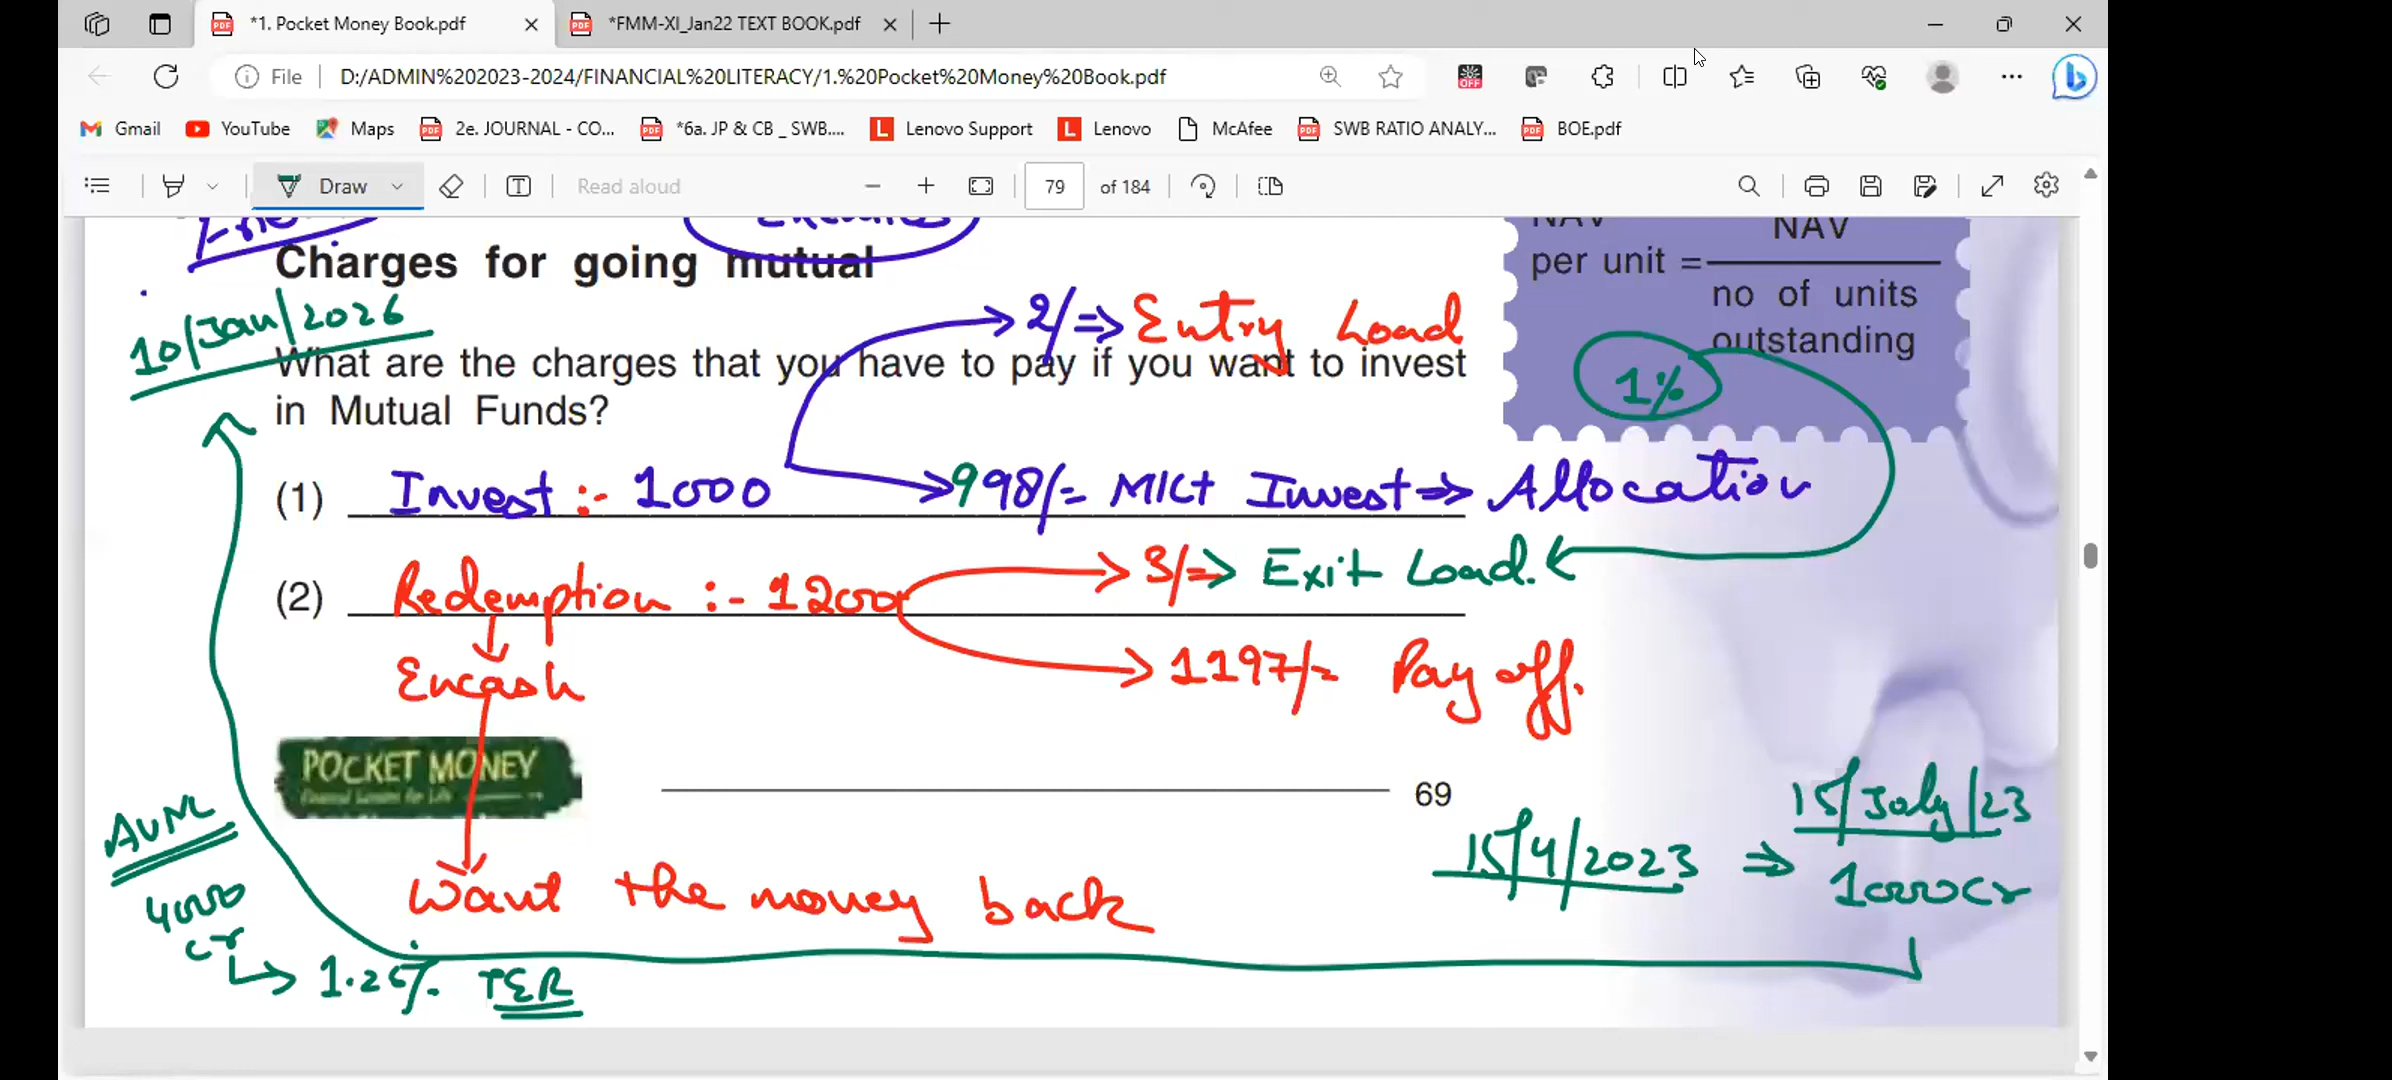 *1. Pocket Money Book.pdf
*FMM-XI_Jan22 TEXT BOOK.pdf
File
D:/ADMIN%202023-2024/FINANCIAL%20LITERACY/1.%20Pocket%20Money%20Book.pdf
OFF
Gmail
YouTube
Maps
2e. JOURNAL - CO...
*6a. JP & CB _ SWB....
Lenovo Support
Lenovo
McAfee
SWB RATIO ANALY...
BOE.pdf
Draw
Read aloud
79 of 184
Charges for going mutual
NAV per unit = NAV
no of units
outstanding
1%
10/Jan/2026
2/= => Entry Load
What are the charges that you have to pay if you want to invest
in Mutual Funds?
(1) Invest :- 1000
998/= Mkt Invest => Allocation
3/= => Exit Load.
(2) Redemption :- 1200
1197/= Pay off.
Encash
POCKET MONEY
69
15/July/23
AUM
15/4/2023 => 1000cr
4000
cr
Want the money back
1.25% TER